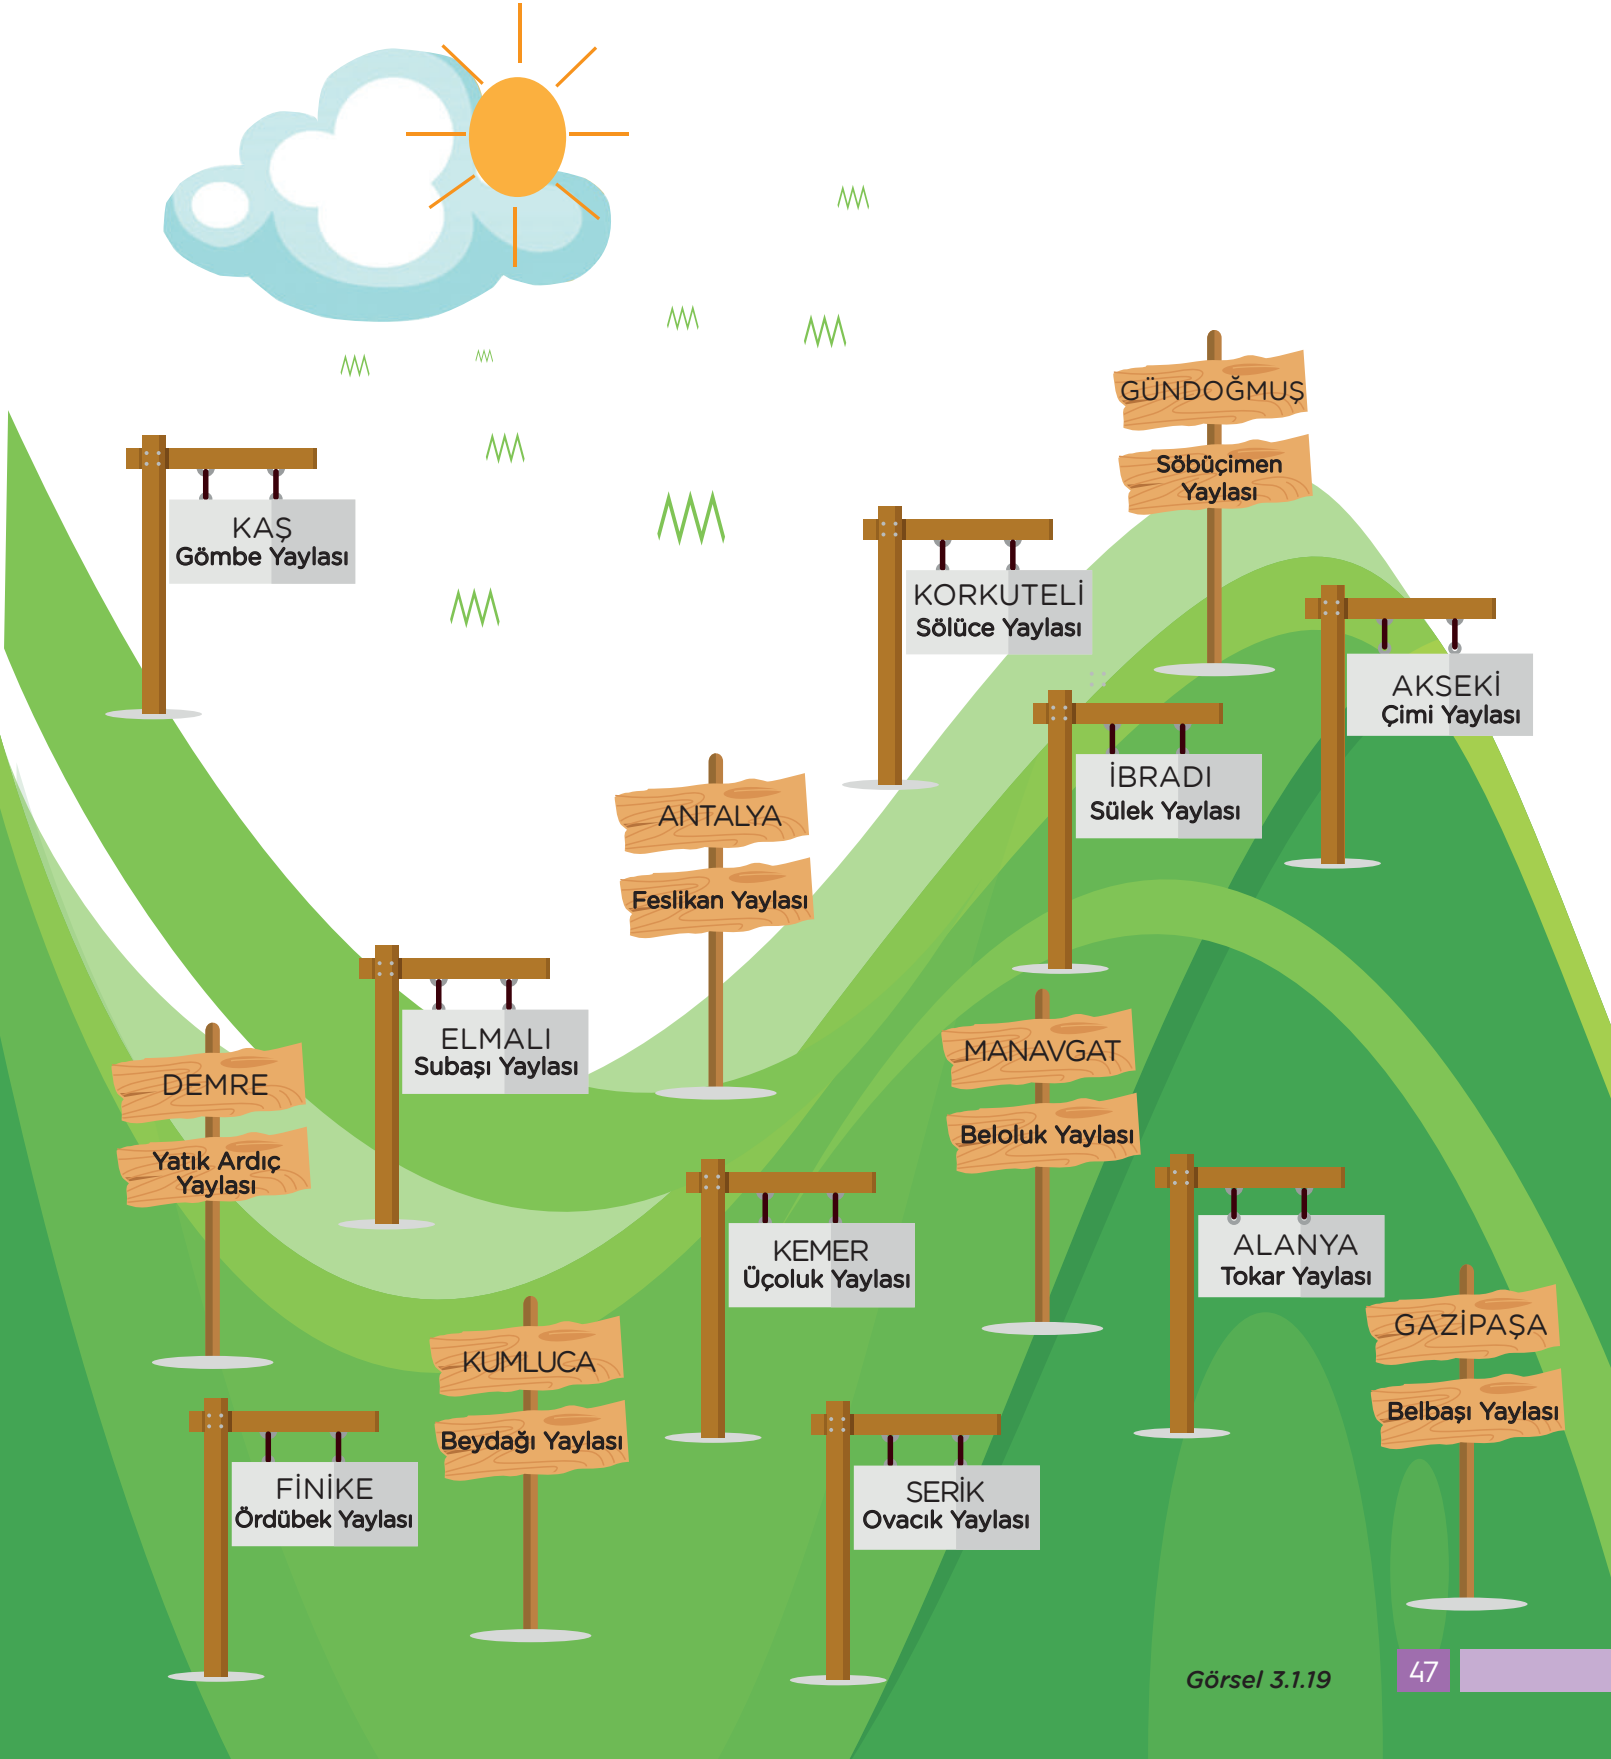 GÜNDOĞMUŞ
Söbüçimen
Yaylası
KAŞ
Gömbe Yaylası
KORKUTELİ
Sölüce Yaylası
AKSEKİ
Çimi Yaylası
İBRADI
Sülek Yaylası
ANTALYA
Feslikan Yaylası
ELMALI
Subaşı Yaylası
MANAVGAT
Beloluk Yaylası
DEMRE
Yatık Ardıç
Yaylası
KEMER
Üçoluk Yaylası
ALANYA
Tokar Yaylası
GAZİPAŞA
Belbaşı Yaylası
KUMLUCA
Beydağı Yaylası
FİNİKE
Ördübek Yaylası
SERİK
Ovacık Yaylası
Görsel 3.1.19
47